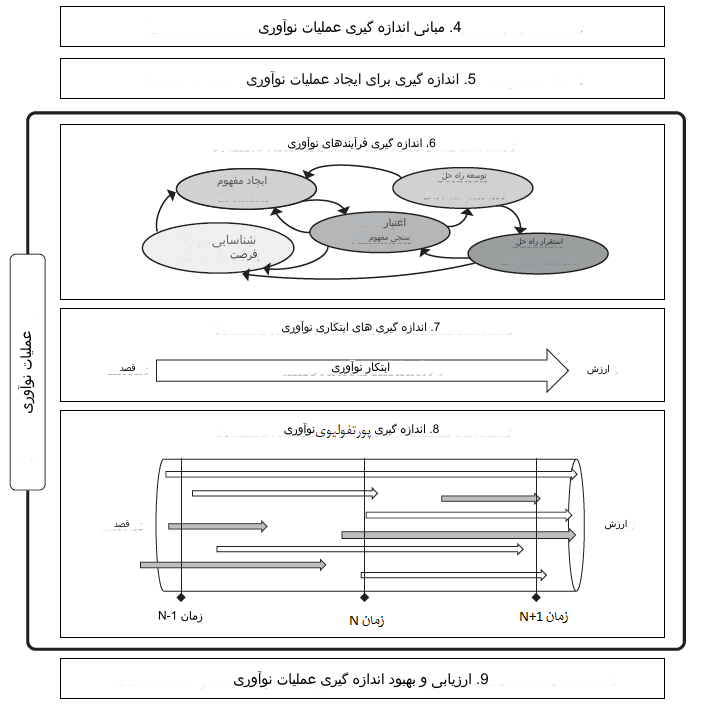 4. مبانی اندازه گیری عملیات نوآوری
5. اندازه گیری برای ایجاد عملیات نوآوری
6. اندازه گیری فرآیندهای نوآوری
ایجاد مفهوم
توسعه راه حل
اعتبار
سنجی مفهوم
شناسایی
فرصت
استقرار راه حل
عملیات نوآوری
7. اندازه گیری های ابتکاری نوآوری
قصد
ابتکار نوآوری
ارزش
8. اندازه گیری پورتفولیوی نوآوری
قصد
ارزش
زمان N-1
زمان N
زمان N+1
9. ارزیابی و بهبود اندازه گیری عملیات نوآوری